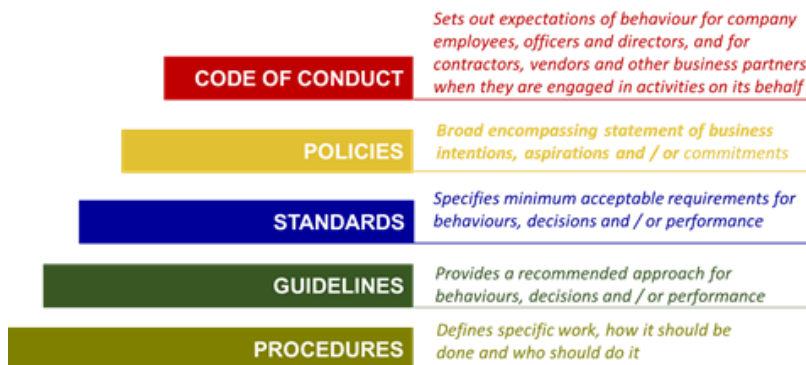 CODE OF CONDUCT
Sets out expectations of behaviour for company
employees, officers and directors, and for
contractors, vendors and other business partners
when they are engaged in activities on its behalf
POLICIES
Broad encompassing statement of business
intentions, aspirations and / or commitments
STANDARDS
Specifies minimum acceptable requirements for
behaviours, decisions and / or performance
GUIDELINES
Provides a recommended approach for
behaviours, decisions and / or performance
PROCEDURES
Defines specific work, how it should be
done and who should do it